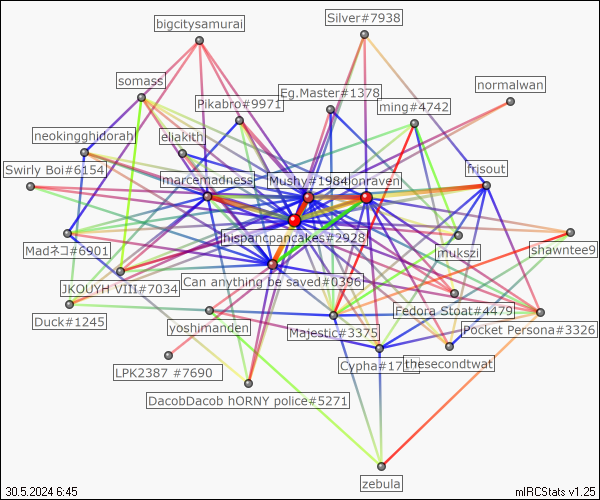 Silver#7938
bigcitysamurai
somass
normalwan
Eg.Master#1378
Pikabro#9971
ming#4742
neokingghidorah
eliakith
Swirly Boi#6154
frisout
marcemadness
Mushy#1984
onraven
hispancpancakes#2928
Madネコ#6901
mukszi
shawntee9
JKOUYH VIII#7034
Can anything be saved#0396
Fedora Stoat#4479
Duck#1245
yoshimanden
Majestic#3375
Pocket Persona#3326
Cypha#17
thesecondtwat
LPK2387 #7690
DacobDacob hORNY police#5271
zebula
30.5.2024 6:45
mIRCStats v1.25